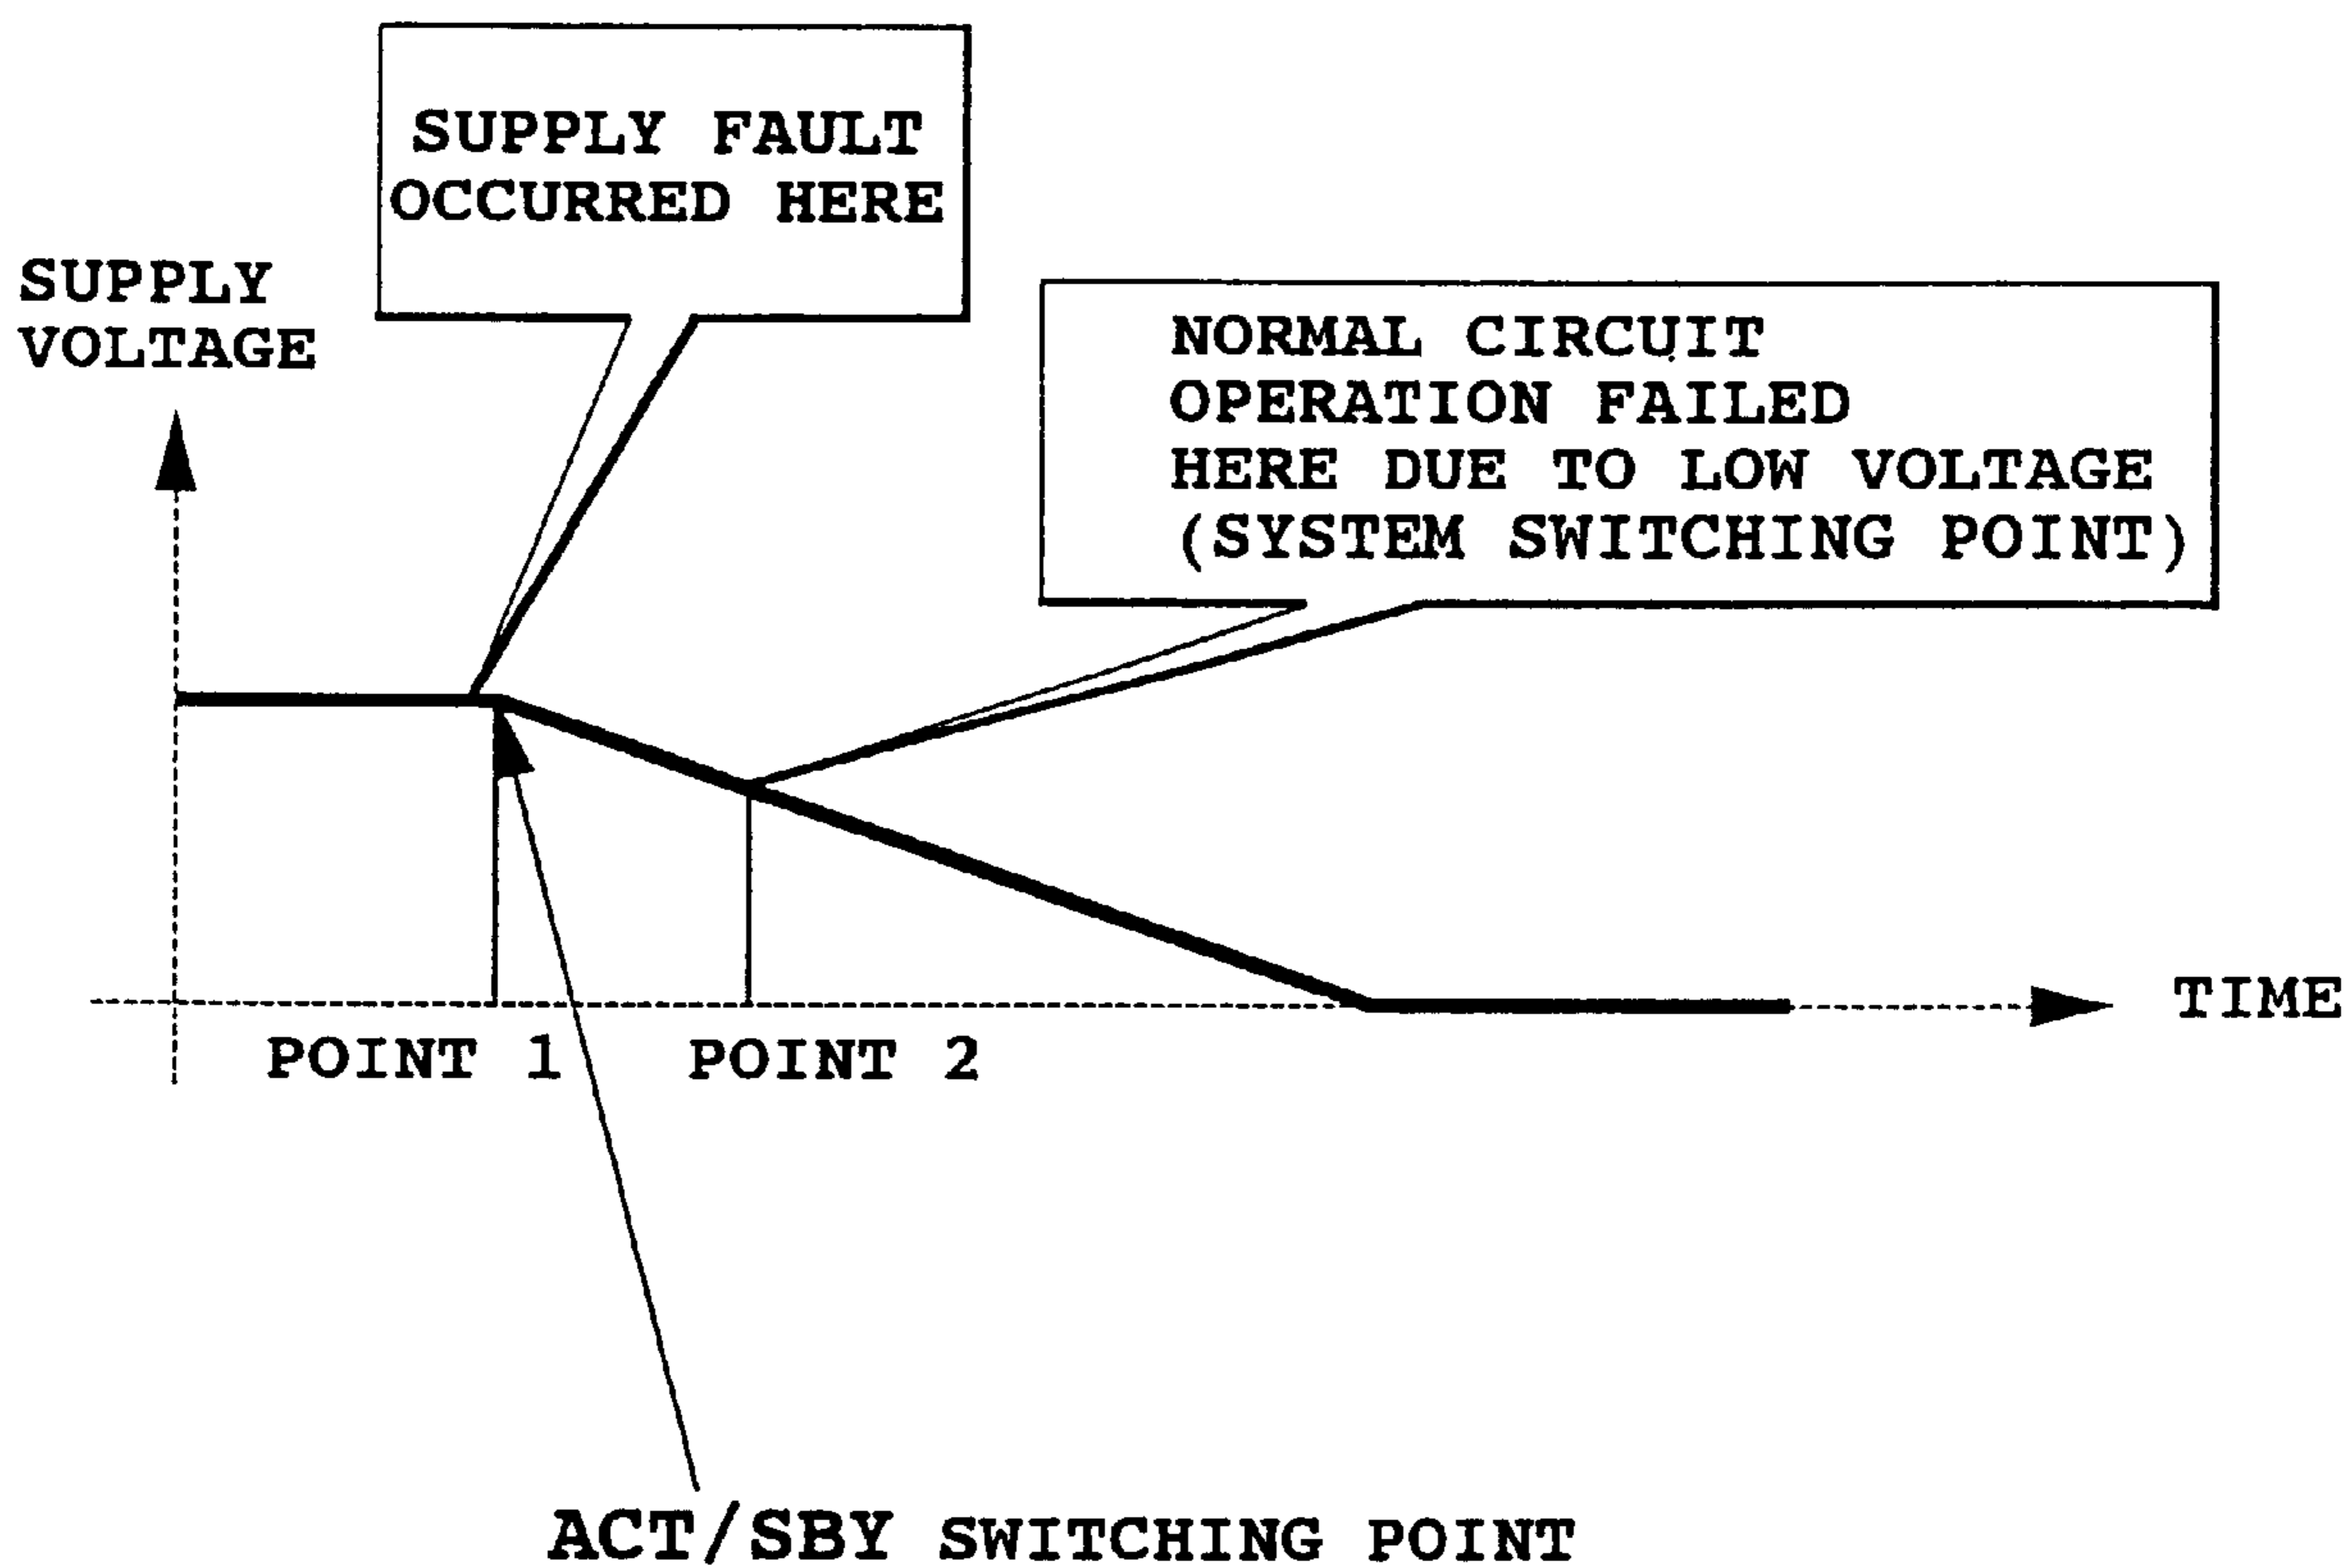 SUPPLY FAULT
OCCURRED HERE
SUPPLY
VOLTAGE
NORMAL CIRCUIT
OPERATION FAILED
HERE DUE TO LOW VOLTAGE
(SYSTEM SWITCHING POINT)
TIME
POINT 1
POINT 2
ACT/SBY SWITCHING POINT